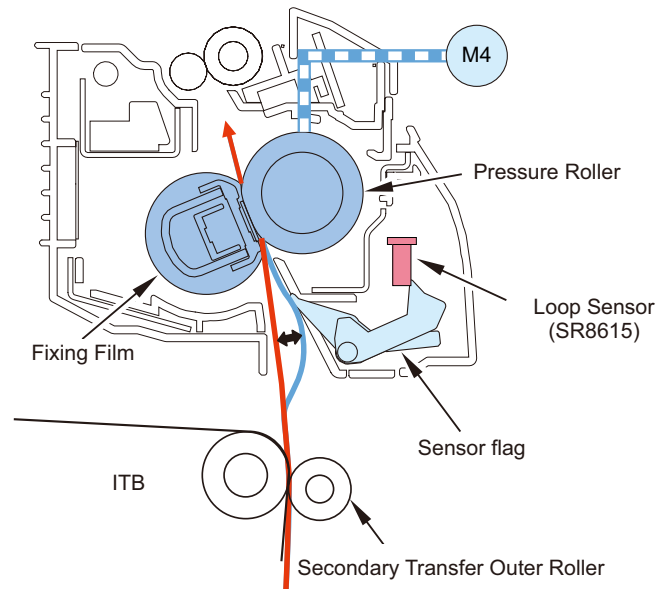 M4
Pressure Roller
Loop Sensor
(SR8615)
Fixing Film
Sensor flag
ITB
Secondary Transfer Outer Roller